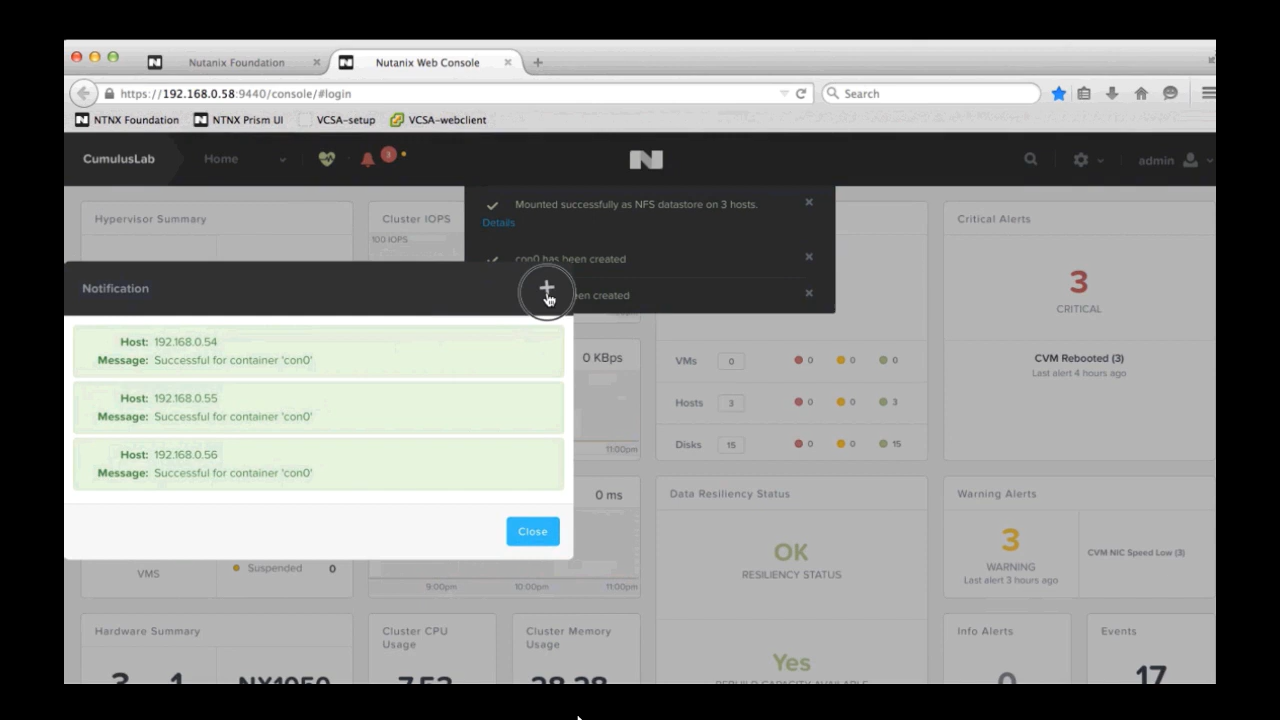 Nutanix Foundation
Nutanix Web Console
https://192.168.0.58:9440/console/#login
Search
NTNX Foundation NTNX Prism UI VCSA-setup VCSA-webclient
CumulusLab Home 3 admin
Hypervisor Summary
Cluster IOPS
100 IOPS
Mounted successfully as NFS datastore on 3 hosts.
Details
con0 has been created
been created
Critical Alerts
3
CRITICAL
CVM Rebooted (3)
Last alert 4 hours ago
Notification
Host: 192.168.0.54
Message: Successful for container 'con0'
Host: 192.168.0.55
Message: Successful for container 'con0'
Host: 192.168.0.56
Message: Successful for container 'con0'
Close
0 KBps
11:00pm
VMs 0 0 0 0
Hosts 3 0 0 3
Disks 15 0 0 15
0 ms
9:00pm 10:00pm 11:00pm
VMS
Suspended 0
Data Resiliency Status
OK
RESILIENCY STATUS
Yes
REBUILD CAPACITY AVAILABLE
Warning Alerts
3
WARNING
Last alert 3 hours ago
CVM NIC Speed Low (3)
Hardware Summary
3 1 NX1050
Cluster CPU
Usage
7.53
Cluster Memory
Usage
28.28
Info Alerts
0
Events
17